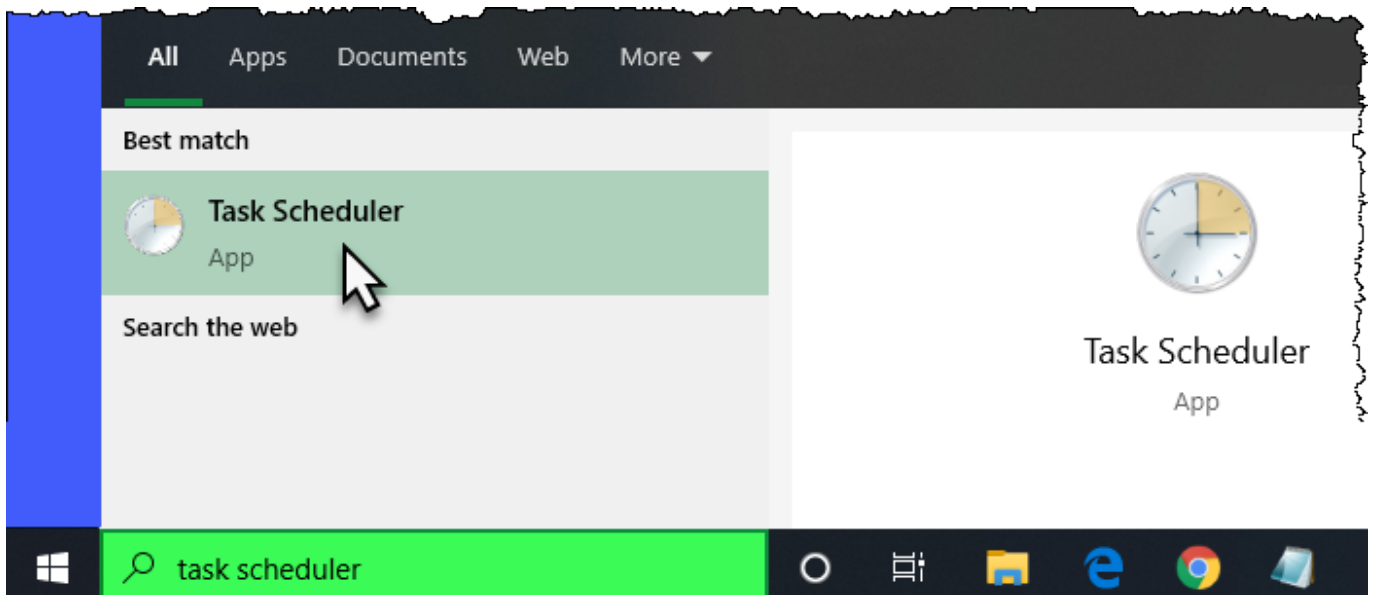 All Apps Documents Web More
Best match
Task Scheduler
App
Search the web
Task Scheduler
App
task scheduler